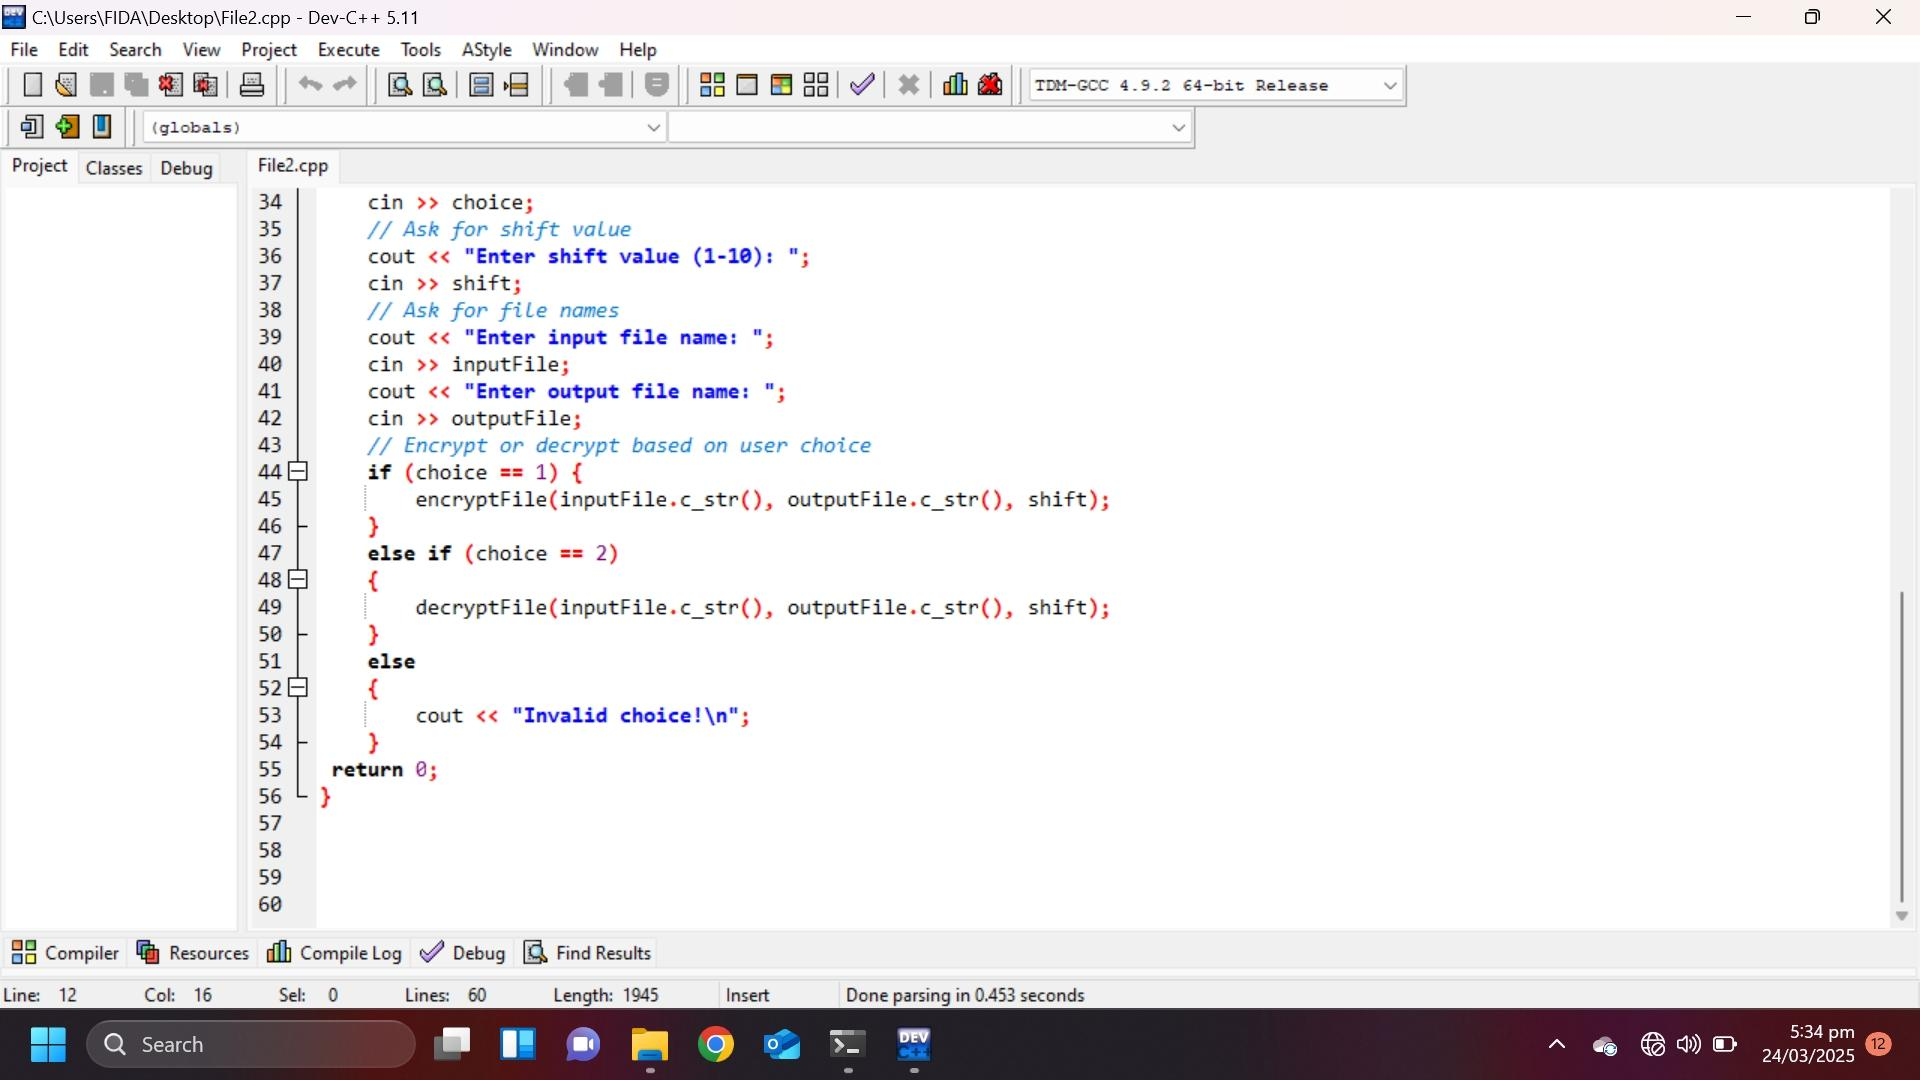 C:\Users\FIDA\Desktop\File2.cpp - Dev-C++ 5.11
File Edit Search View Project Execute Tools AStyle Window Help
TDM-GCC 4.9.2 64-bit Release
(globals)
Project Classes Debug File2.cpp
34 cin >> choice;
35 // Ask for shift value
36 cout << "Enter shift value (1-10): ";
37 cin >> shift;
38 // Ask for file names
39 cout << "Enter input file name: ";
40 cin >> inputFile;
41 cout << "Enter output file name: ";
42 cin >> outputFile;
43 // Encrypt or decrypt based on user choice
44 if (choice == 1) {
45 encryptFile(inputFile.c_str(), outputFile.c_str(), shift);
46 }
47 else if (choice == 2)
48 {
49 decryptFile(inputFile.c_str(), outputFile.c_str(), shift);
50 }
51 else
52 {
53 cout << "Invalid choice!\n";
54 }
55 return 0;
56 }
57
58
59
60
Compiler Resources Compile Log Debug Find Results
Line: 12 Col: 16 Sel: 0 Lines: 60 Length: 1945 Insert Done parsing in 0.453 seconds
Search
DEV C++
5:34 pm
24/03/2025
12